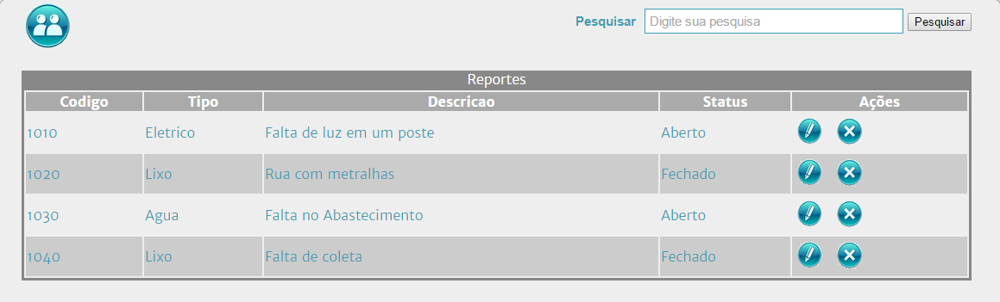 Pesquisar Digite sua pesquisa Pesquisar
Reportes
Codigo Tipo Descricao Status Ações
1010 Eletrico Falta de luz em um poste Aberto
1020 Lixo Rua com metralhas Fechado
1030 Agua Falta no Abastecimento Aberto
1040 Lixo Falta de coleta Fechado